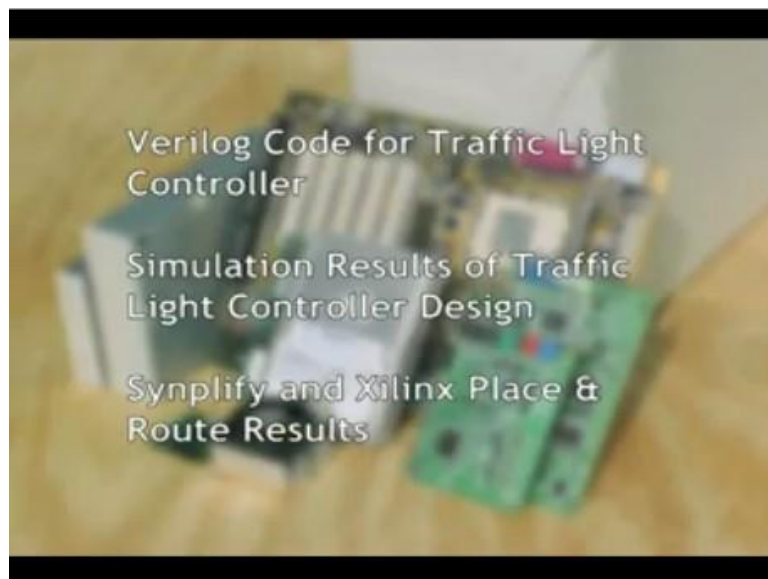 Verilog Code for Traffic Light
Controller
Simulation Results of Traffic
Light Controller Design
Synplify and Xilinx Place &
Route Results